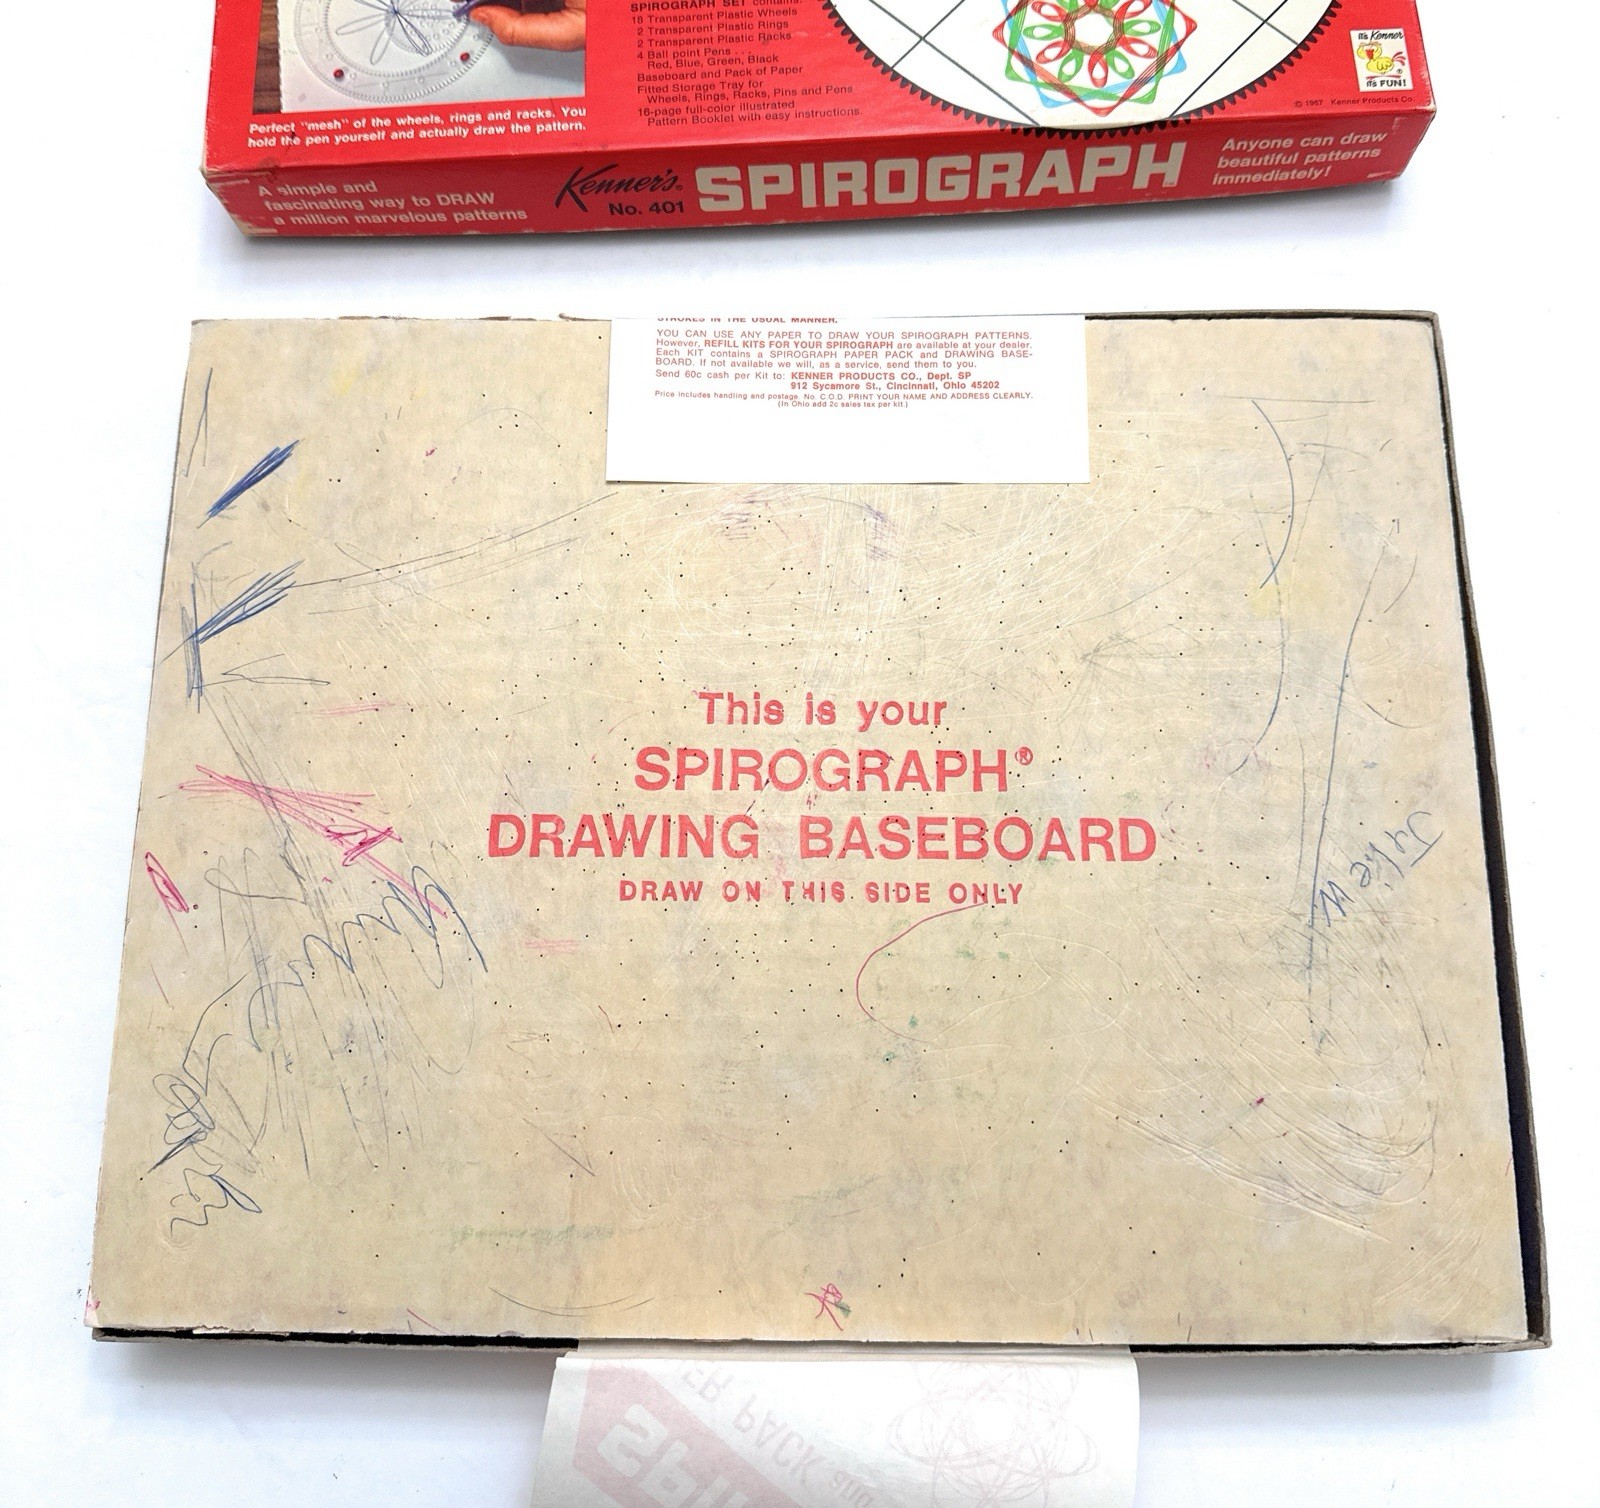 SPIROGRAPH SET contains:
18 Transparent Plastic Wheels
2 Transparent Plastic Rings
2 Transparent Plastic Racks
4 Ball point Pens . . .
Red, Blue, Green, Black
Baseboard and Pack of Paper
Fitted Storage Tray for
Wheels, Rings, Racks, Pins and Pens
16-page full-color illustrated
Pattern Booklet with easy instructions.
It's Kenner
It's FUN!
© 1967 Kenner Products Co.
Perfect "mesh" of the wheels, rings and racks. You
hold the pen yourself and actually draw the pattern.
A simple and
fascinating way to DRAW
a million marvelous patterns
Kenner's®
No. 401
SPIROGRAPH
Anyone can draw
beautiful patterns
immediately!
STROKES IN THE USUAL MANNER.
YOU CAN USE ANY PAPER TO DRAW YOUR SPIROGRAPH PATTERNS.
However, REFILL KITS FOR YOUR SPIROGRAPH are available at your dealer.
Each KIT contains a SPIROGRAPH PAPER PACK and DRAWING BASE-
BOARD. If not available we will, as a service, send them to you.
Send 60c cash per Kit to: KENNER PRODUCTS CO., Dept. SP
912 Sycamore St., Cincinnati, Ohio 45202
Price includes handling and postage. No C.O.D. PRINT YOUR NAME AND ADDRESS CLEARLY.
(In Ohio add 2c sales tax per kit.)
This is your
SPIROGRAPH®
DRAWING BASEBOARD
DRAW ON THIS SIDE ONLY
PACK and